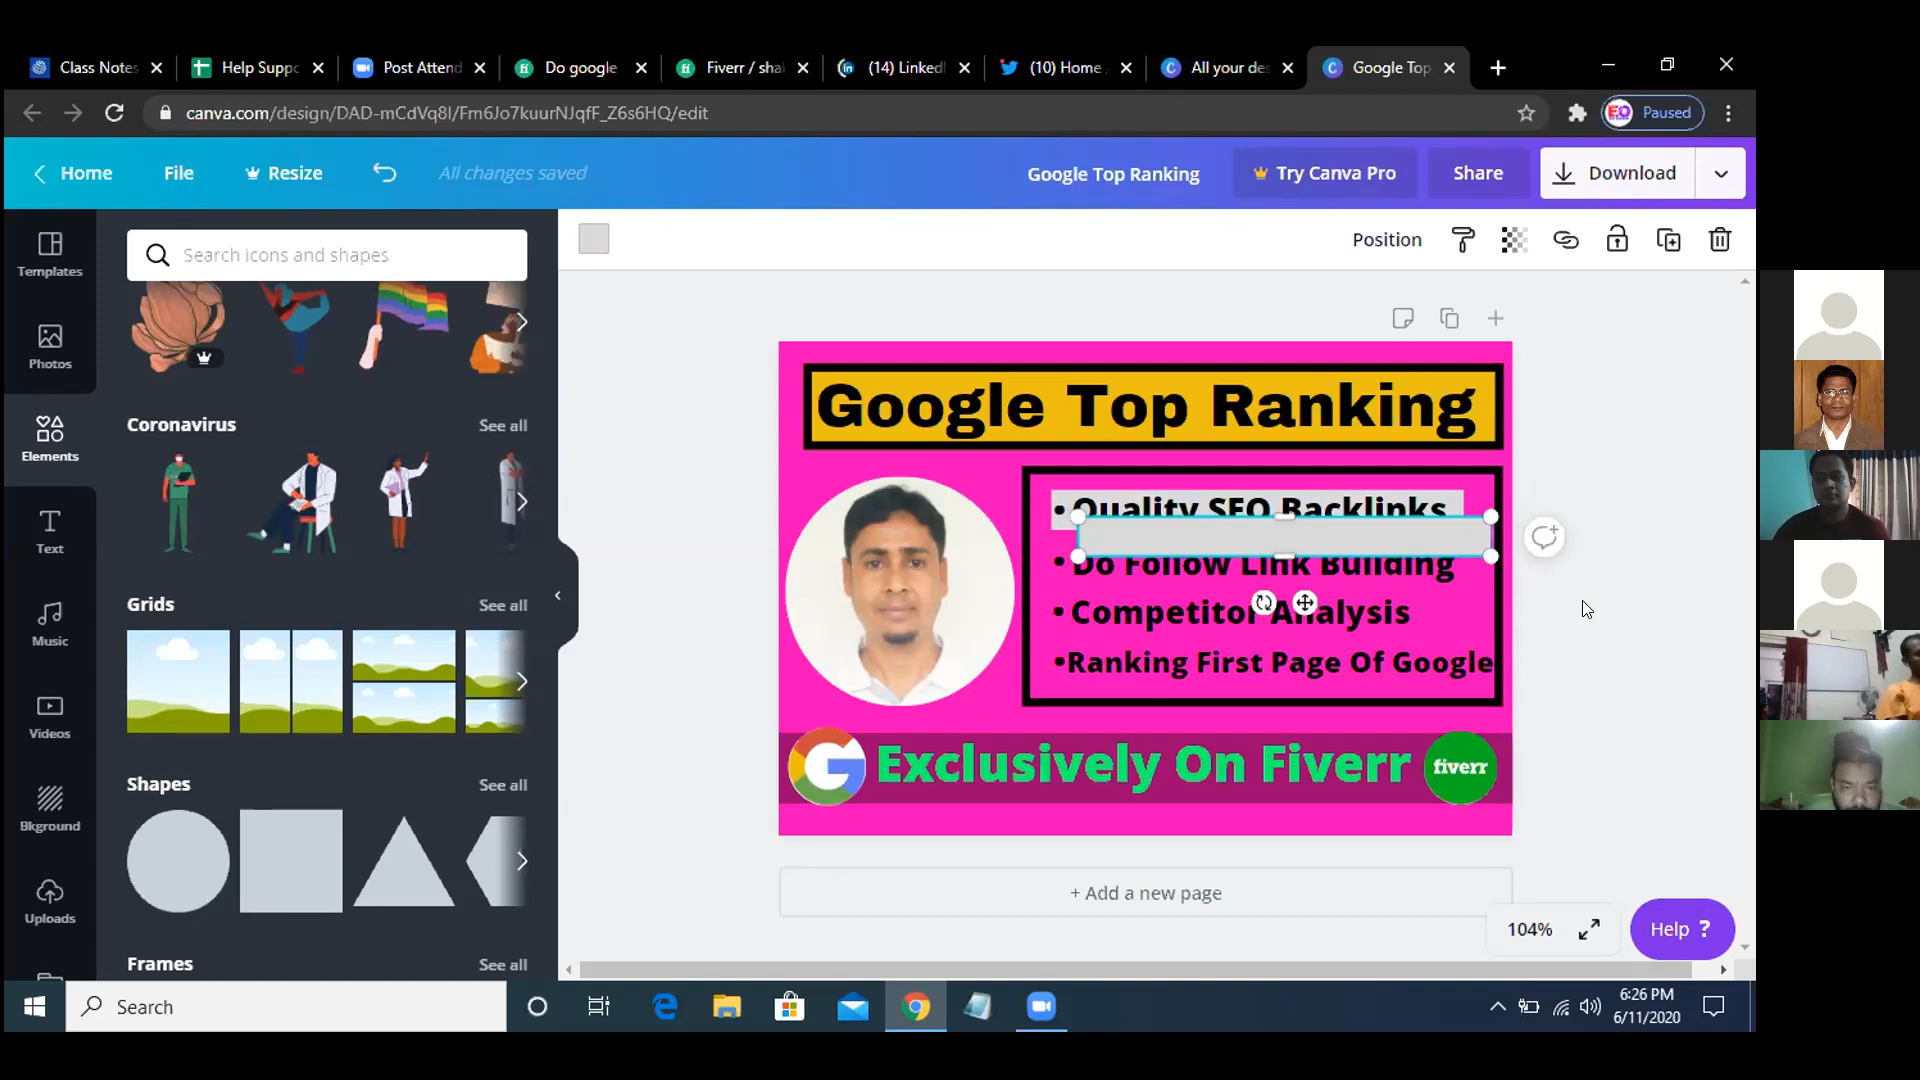 Class Notes
Help Suppo
Post Attend
Do google
Fiverr / sha
(14) LinkedI
(10) Home
All your des
Google Top
canva.com/design/DAD-mCdVq8I/Fm6Jo7kuurNJqfF_Z6s6HQ/edit
Paused
Home
File
Resize
All changes saved
Google Top Ranking
Try Canva Pro
Share
Download
Templates
Photos
Elements
Text
Music
Videos
Bkground
Uploads
Search icons and shapes
Coronavirus
See all
Grids
See all
Shapes
See all
Frames
See all
Position
Google Top Ranking
• Quality SEO Backlinks
• Do Follow Link Building
• Competitor Analysis
•Ranking First Page Of Google
G Exclusively On Fiverr
fiverr
+ Add a new page
104%
Help ?
Search
6:26 PM
6/11/2020